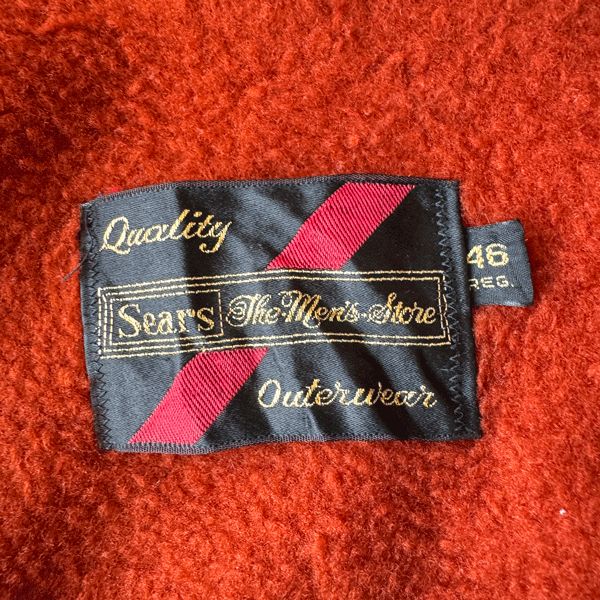 Quality
Sears The Men's Store
Outerwear
46
REG.